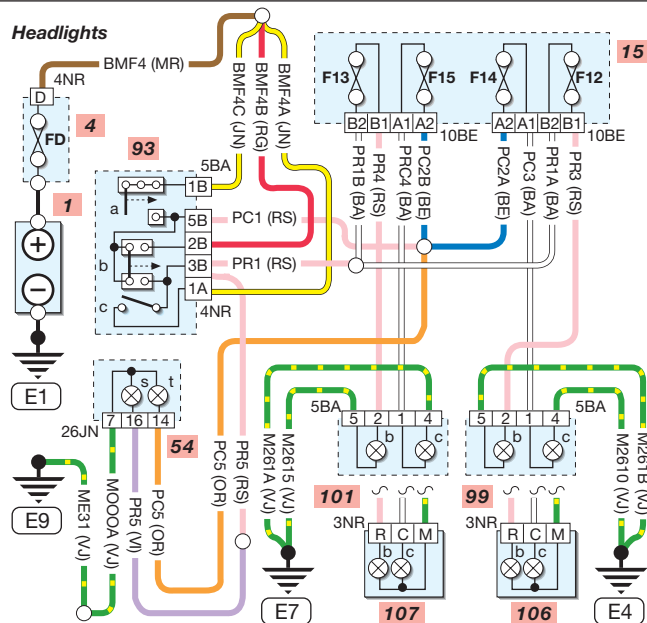 Headlights
BMF4 (MR)
4NR
D
FD
4
1
E1
93
5BA
BMF4C (JN)
BMF4B (RG)
BMF4A (JN)
1B
5B
2B
3B
1A
a
b
c
4NR
PC1 (RS)
PR1 (RS)
15
F13
F15
F14
F12
B2 B1 A1 A2
10BE
A2 A1 B2 B1
10BE
PR1B (BA)
PR4 (RS)
PRC4 (BA)
PC2B (BE)
PC2A (BE)
PC3 (BA)
PR1A (BA)
PR3 (RS)
s t
7 16 14
26JN
54
E9
ME31 (VJ)
MOOOA (VJ)
PR5 (VI)
PC5 (OR)
PC5 (OR)
PR5 (RS)
M261A (VJ)
M2615 (VJ)
E7
5BA
5 2 1 4
b c
101
3NR
R C M
b c
107
5 2 1 4
5BA
b c
99
3NR
R C M
b c
106
M2610 (VJ)
M261B (VJ)
E4